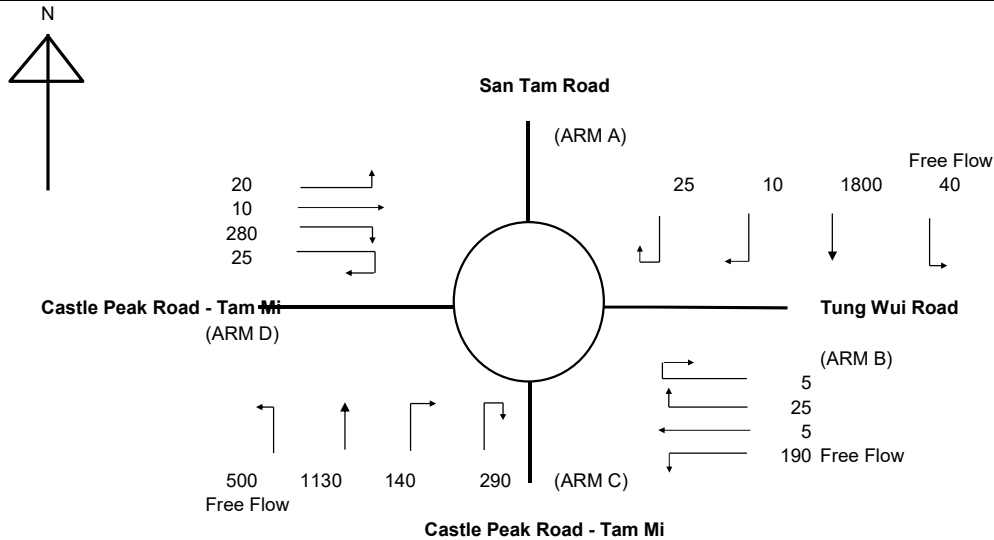 N
San Tam Road
(ARM A)
Free Flow
25 10 1800 40
20
10
280
25
Castle Peak Road - Tam Mi
(ARM D)
Tung Wui Road
(ARM B)
5
25
5
190 Free Flow
500 1130 140 290 (ARM C)
Free Flow
Castle Peak Road - Tam Mi